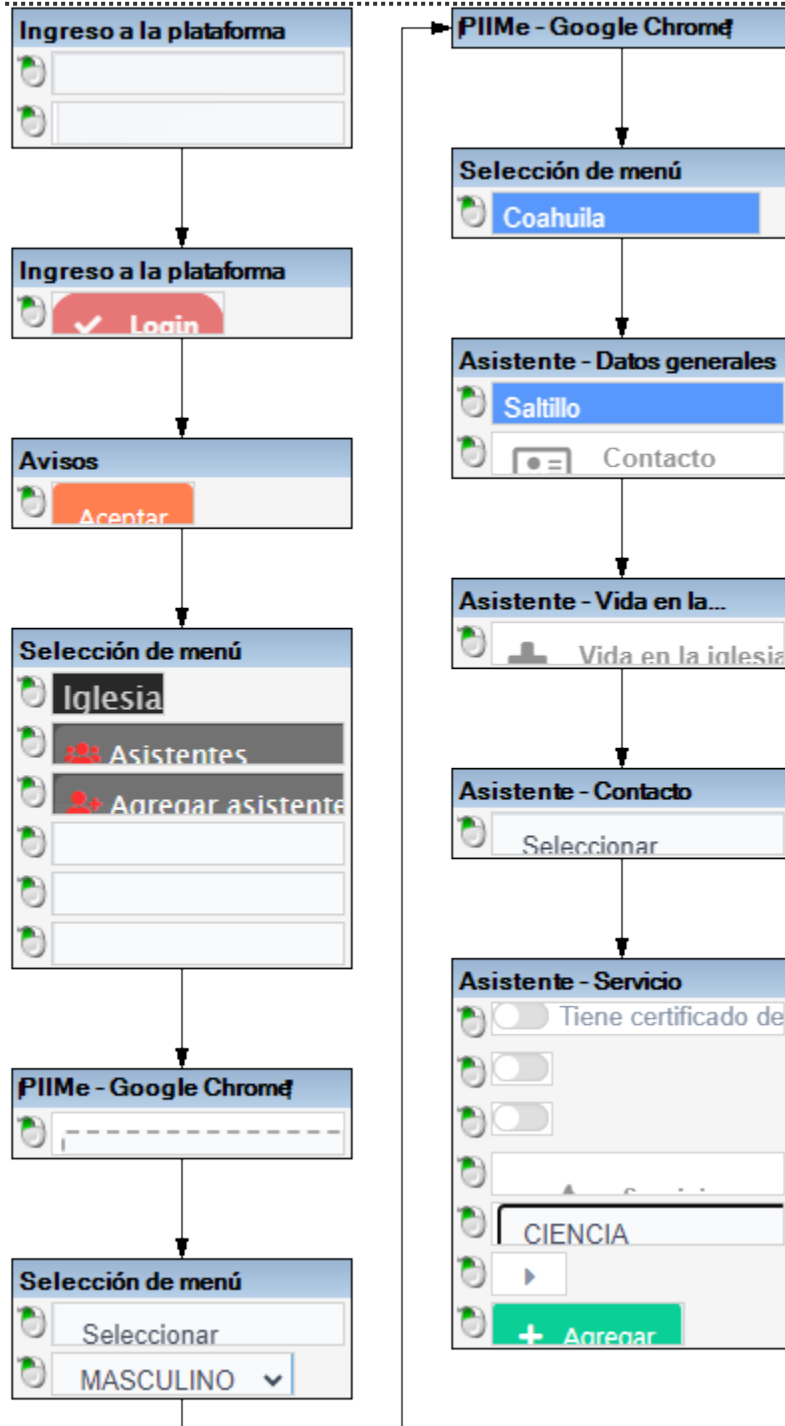 Ingreso a la plataforma
Ingreso a la plataforma
Login
Avisos
Aceptar
Selección de menú
Iglesia
Asistentes
Agregar asistente
PIIMe - Google Chrome
Selección de menú
Seleccionar
MASCULINO
PIIMe - Google Chrome
Selección de menú
Coahuila
Asistente - Datos generales
Saltillo
Contacto
Asistente - Vida en la...
Vida en la iglesia
Asistente - Contacto
Seleccionar
Asistente - Servicio
Tiene certificado de
CIENCIA
Agregar